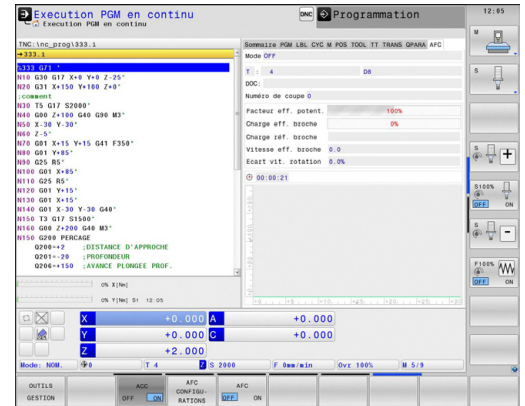 Execution PGM en continu
Execution PGM en continu
DNC
Programmation
12:05
TNC:\nc_prog\333.i
→333.i
%333 G71 *
N10 G30 G17 X+0 Y+0 Z-25*
N20 G31 X+150 Y+100 Z+0*
;comment
N30 T5 G17 S2000*
N40 G00 Z+100 G40 G90 M3*
N50 X-30 Y-30*
N60 Z-5*
N70 G01 X+15 Y+15 G41 F350*
N80 G01 Y+85*
N90 G25 R5*
N100 G01 X+85*
N110 G25 R5*
N120 G01 Y+15*
N130 G01 X+15*
N140 G01 X-30 Y-30 G40*
N150 T3 G17 S1500*
N160 G00 Z+200 G40 M3*
N150 G200 PERCAGE
Q200=+2 ;DISTANCE D'APPROCHE
Q201=-20 ;PROFONDEUR
Q206=+150 ;AVANCE PLONGEE PROF.
0% X[Nm]
0% Y[Nm] S1 12:05
Sommaire PGM LBL CYC M POS TOOL TT TRANS QPARA AFC
Mode OFF
T : 4 D8
DOC:
Numéro de coupe 0
Facteur eff. potent. 100%
Charge eff. broche 0%
Charge réf. broche
Vitesse eff. broche 0.0
Ecart vit. rotation 0.0%
00:00:21
X +0.000 A +0.000
Y +0.000 C +0.000
Z +2.000
Mode: NOM. 0 T 4 Z S 2000 F 0mm/min Ovr 100% M 5/9
OUTILS
GESTION
ACC
OFF ON
AFC
CONFIGU-
RATIONS
AFC
OFF ON
M
S
S
+
S100%
OFF ON
S
-
F100%
OFF ON